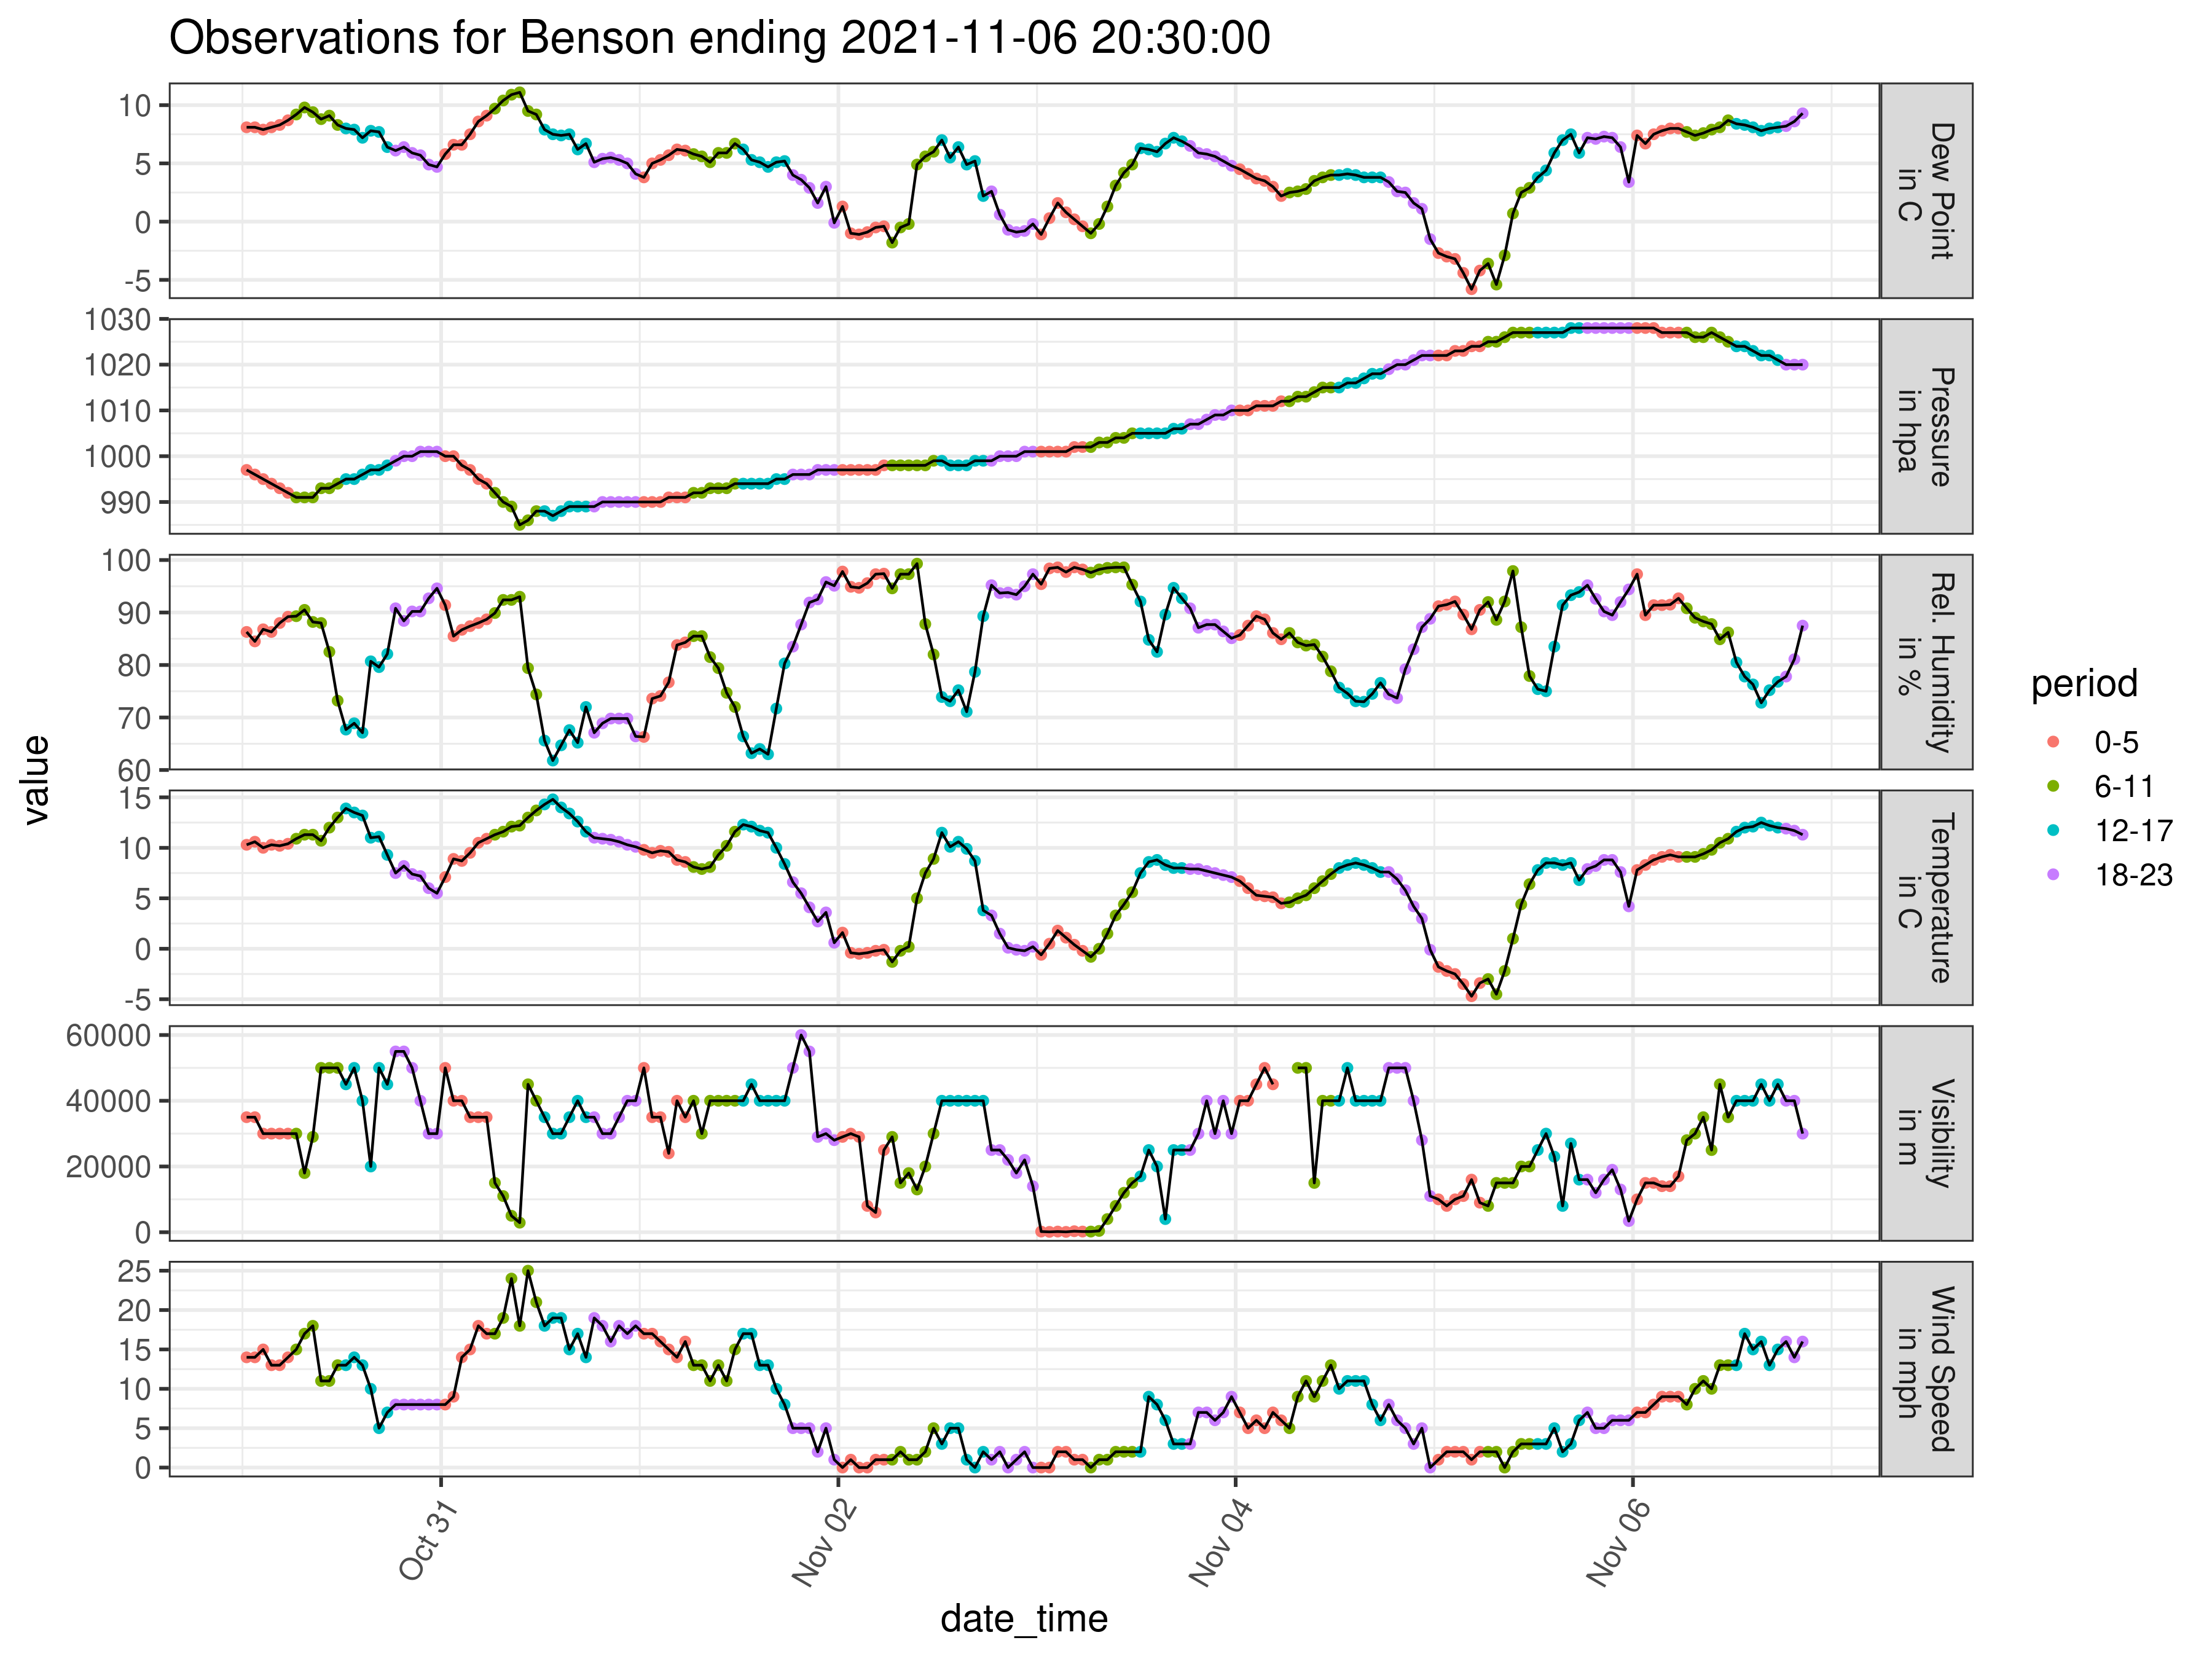 Observations for Benson ending 2021-11-06 20:30:00
value
10
5
0
-5
Dew Point
in C
1030
1020
1010
1000
990
Pressure
in hpa
100
90
80
70
60
Rel. Humidity
in %
15
10
5
0
-5
Temperature
in C
60000
40000
20000
0
Visibility
in m
25
20
15
10
5
0
Wind Speed
in mph
Oct 31
Nov 02
Nov 04
Nov 06
date_time
period
0-5
6-11
12-17
18-23